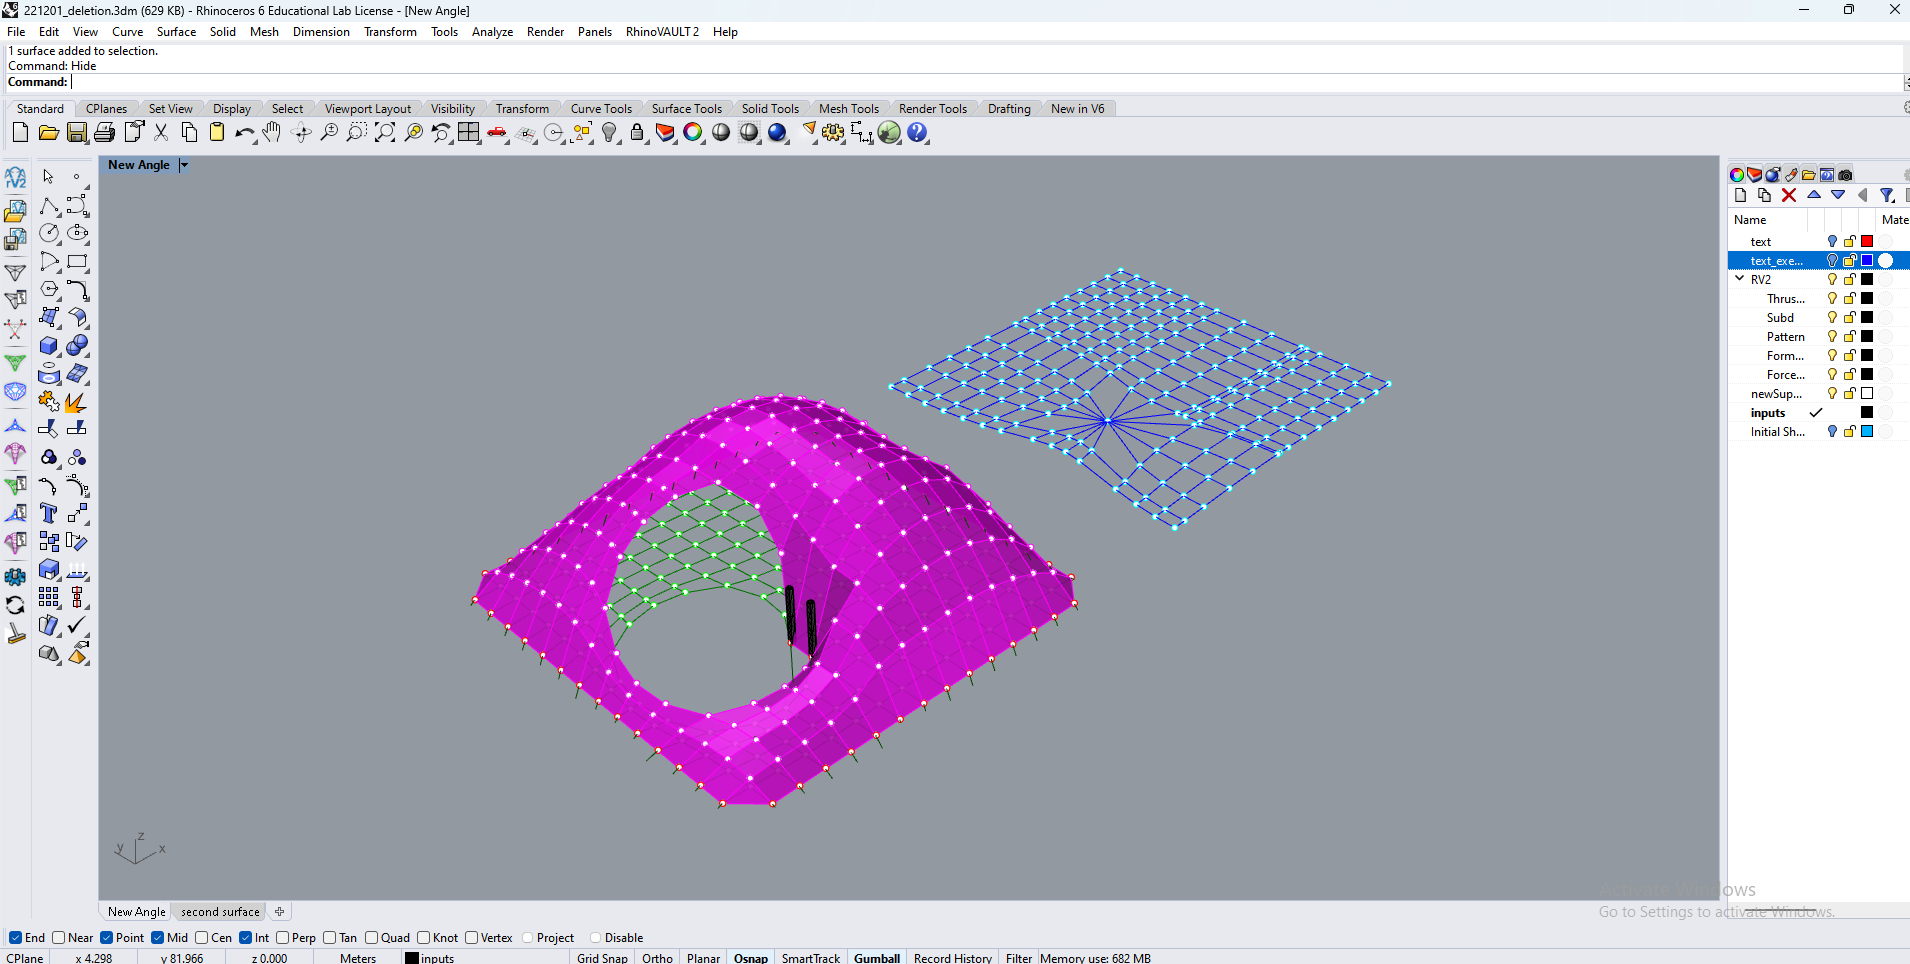 221201_deletion.3dm (629 KB) - Rhinoceros 6 Educational Lab License - [New Angle]
File Edit View Curve Surface Solid Mesh Dimension Transform Tools Analyze Render Panels RhinoVAULT 2 Help
1 surface added to selection.
Command: Hide
Command:
Standard CPlanes Set View Display Select Viewport Layout Visibility Transform Curve Tools Surface Tools Solid Tools Mesh Tools Render Tools Drafting New in V6
New Angle
rV2
Name Mate
text
text_exe...
RV2
Thrus...
Subd
Pattern
Form...
Force...
newSup...
inputs
Initial Sh...
z
y x
Activate Windows
Go to Settings to activate Windows.
New Angle second surface
End Near Point Mid Cen Int Perp Tan Quad Knot Vertex Project Disable
CPlane x 4.298 y 81.966 z 0.000 Meters inputs Grid Snap Ortho Planar Osnap SmartTrack Gumball Record History Filter Memory use: 682 MB